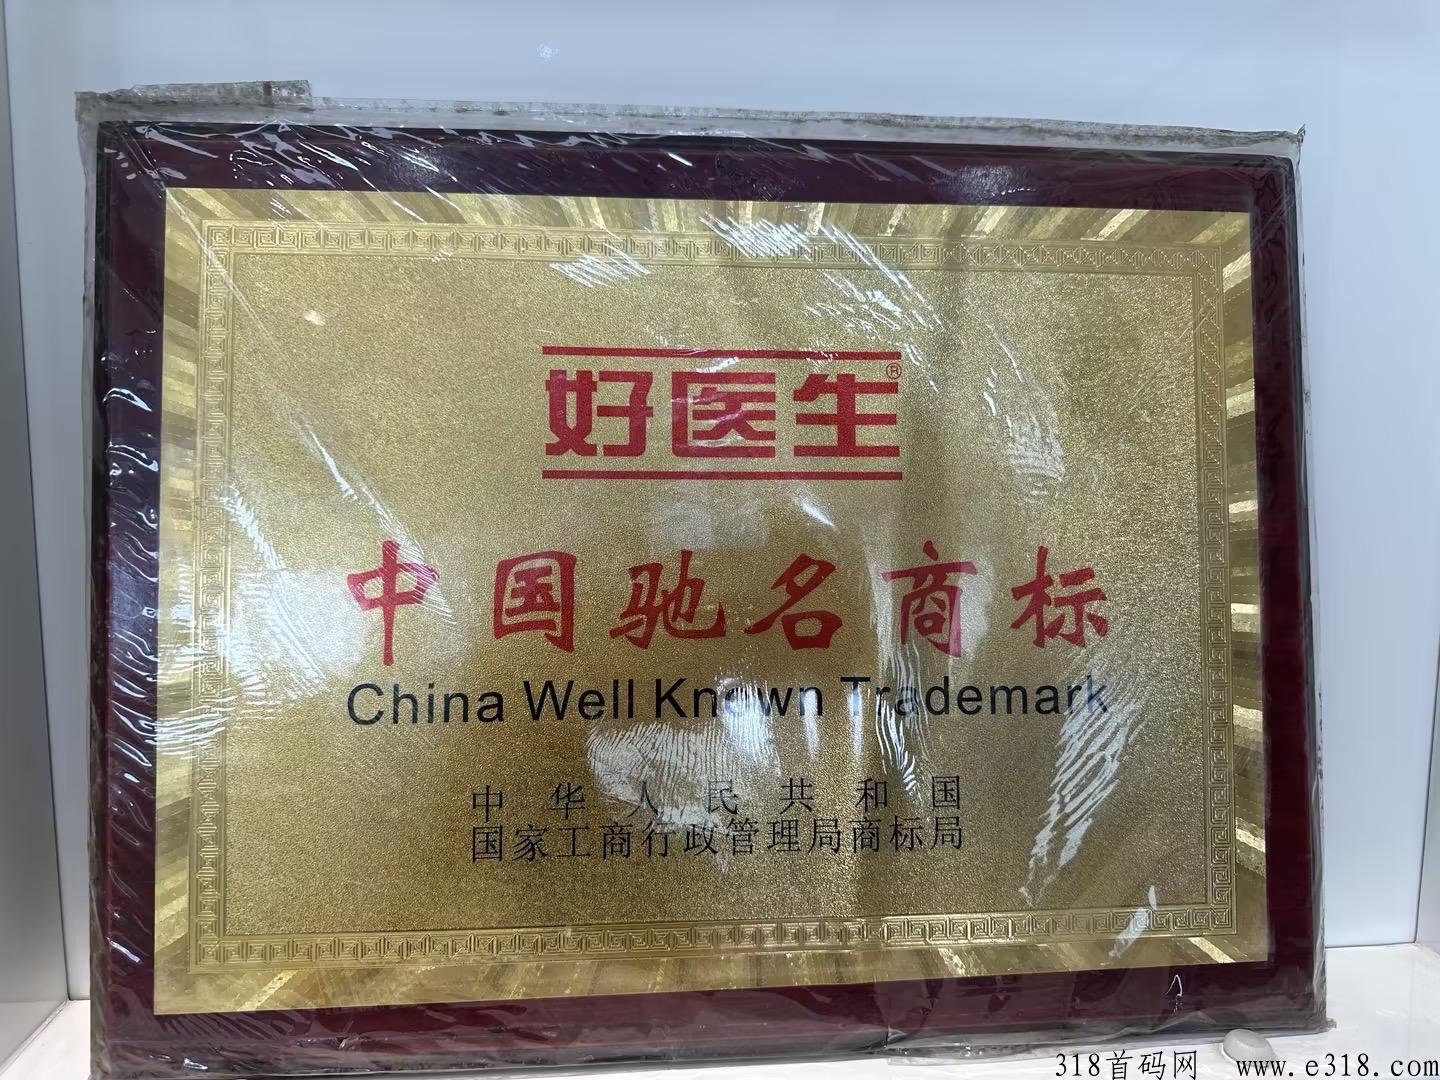 好医生®
中国驰名商标
China Well Known Trademark
中华人民共和国
国家工商行政管理局商标局
318首码网 www.e318.com